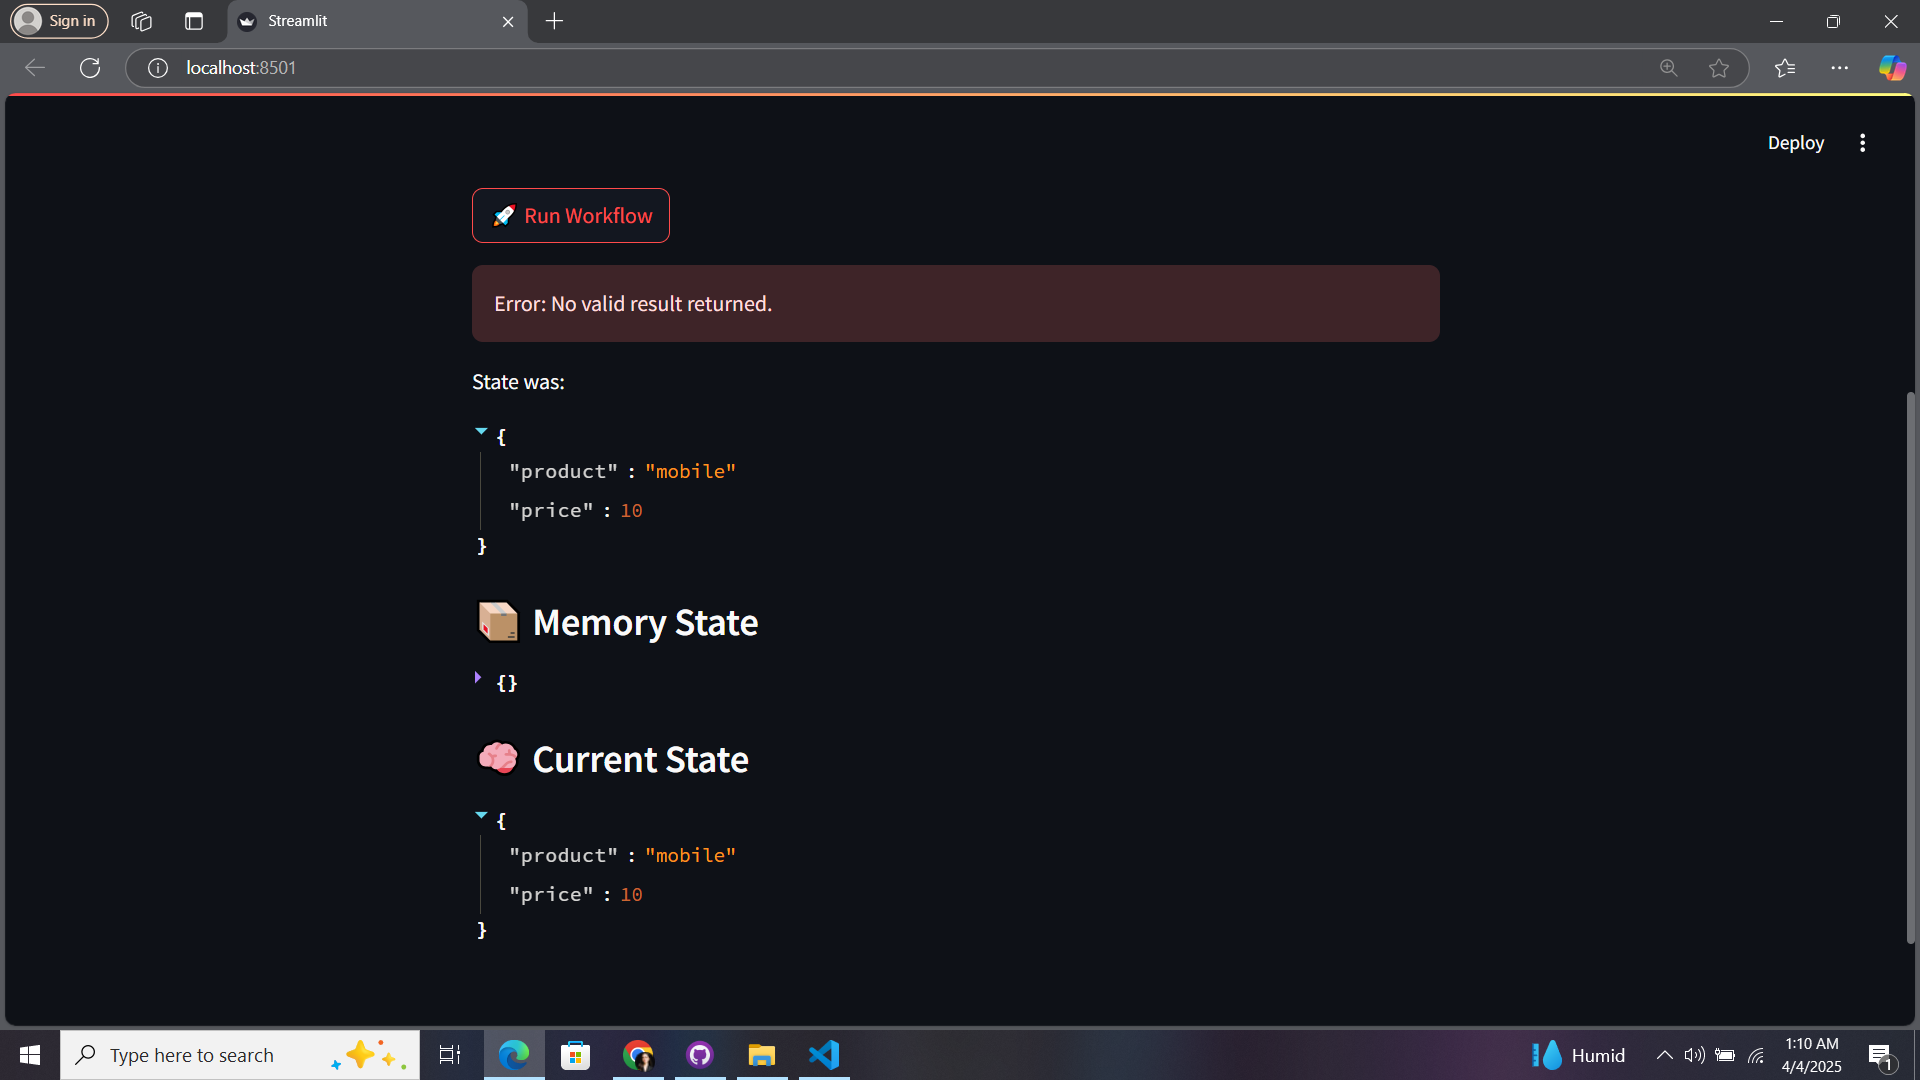 Sign in
Streamlit
localhost:8501
Deploy
🚀 Run Workflow
Error: No valid result returned.
State was:
{
"product" : "mobile"
"price" : 10
}
📦 Memory State
{}
🧠 Current State
{
"product" : "mobile"
"price" : 10
}
Type here to search
Humid
1:10 AM
4/4/2025
1